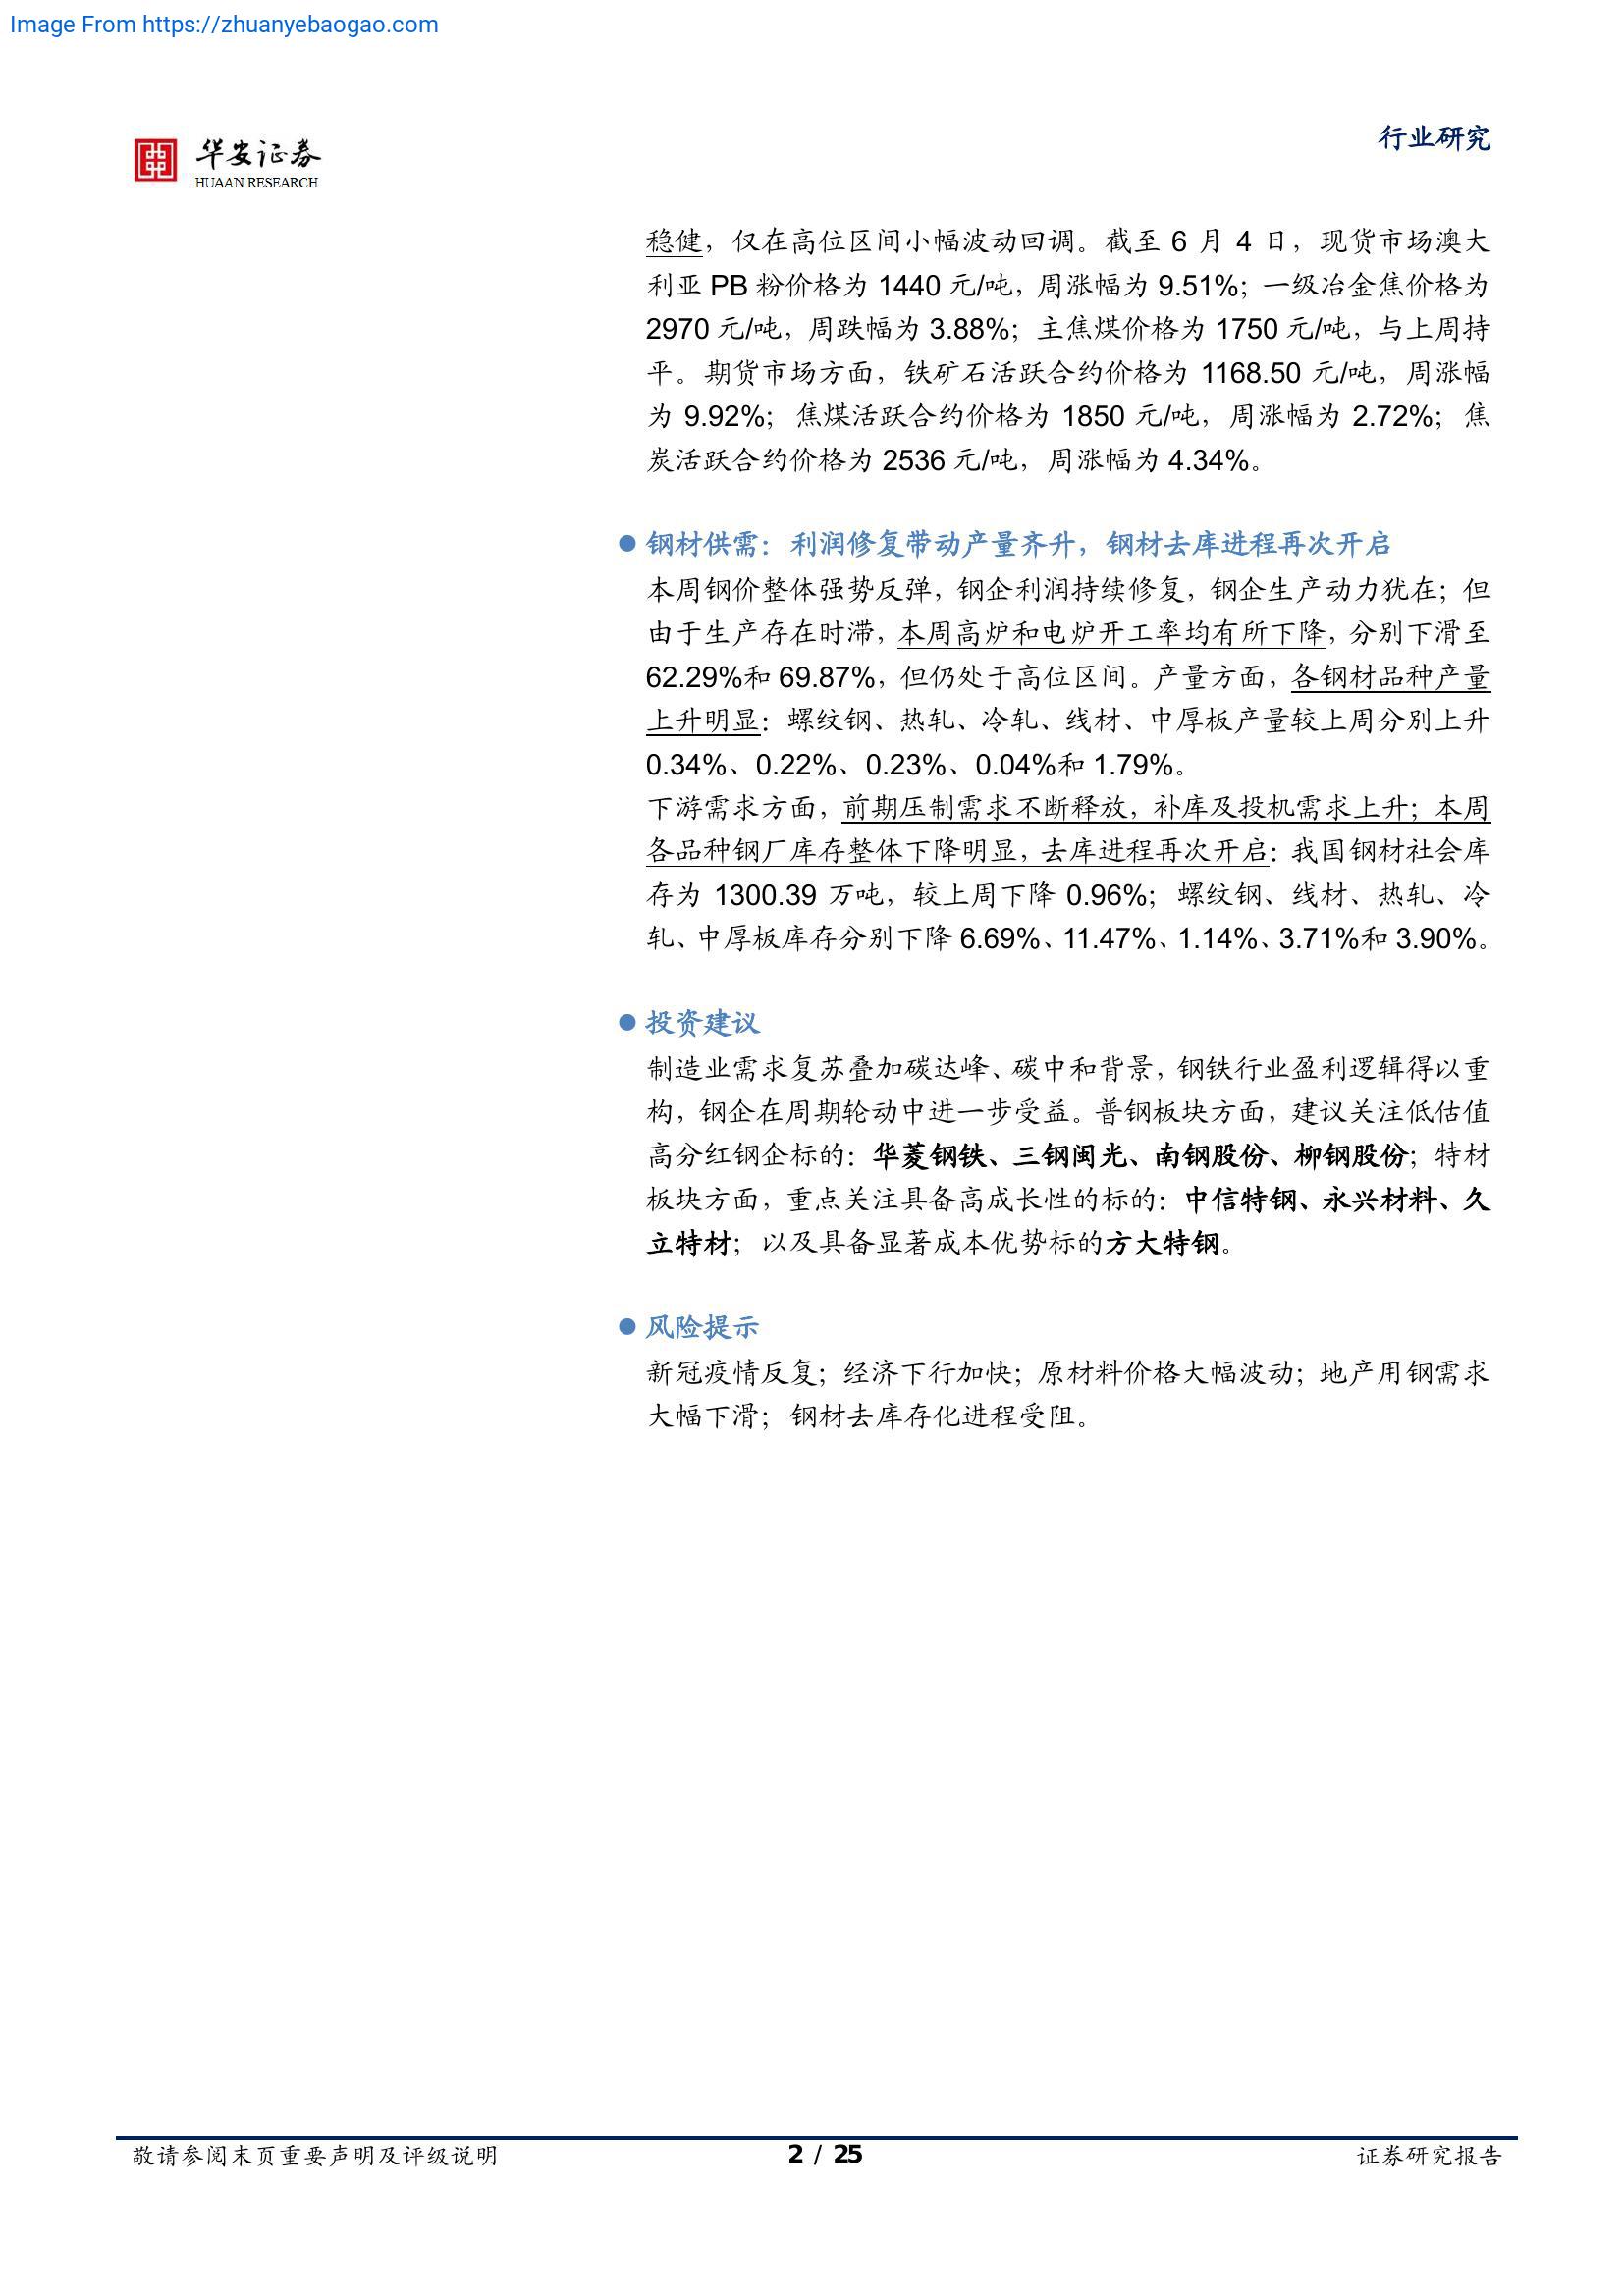 Image From https://zhuanyebaogao.com
华安证券
HUAAN RESEARCH
行业研究
稳健，仅在高位区间小幅波动回调。截至 6 月 4 日，现货市场澳大
利亚 PB 粉价格为 1440 元/吨，周涨幅为 9.51%；一级冶金焦价格为
2970 元/吨，周跌幅为 3.88%；主焦煤价格为 1750 元/吨，与上周持
平。期货市场方面，铁矿石活跃合约价格为 1168.50 元/吨，周涨幅
为 9.92%；焦煤活跃合约价格为 1850 元/吨，周涨幅为 2.72%；焦
炭活跃合约价格为 2536 元/吨，周涨幅为 4.34%。
● 钢材供需：利润修复带动产量齐升，钢材去库进程再次开启
本周钢价整体强势反弹，钢企利润持续修复，钢企生产动力犹在；但
由于生产存在时滞，本周高炉和电炉开工率均有所下降，分别下滑至
62.29%和 69.87%，但仍处于高位区间。产量方面，各钢材品种产量
上升明显：螺纹钢、热轧、冷轧、线材、中厚板产量较上周分别上升
0.34%、0.22%、0.23%、0.04%和 1.79%。
下游需求方面，前期压制需求不断释放，补库及投机需求上升；本周
各品种钢厂库存整体下降明显，去库进程再次开启：我国钢材社会库
存为 1300.39 万吨，较上周下降 0.96%；螺纹钢、线材、热轧、冷
轧、中厚板库存分别下降 6.69%、11.47%、1.14%、3.71%和 3.90%。
● 投资建议
制造业需求复苏叠加碳达峰、碳中和背景，钢铁行业盈利逻辑得以重
构，钢企在周期轮动中进一步受益。普钢板块方面，建议关注低估值
高分红钢企标的：华菱钢铁、三钢闽光、南钢股份、柳钢股份；特材
板块方面，重点关注具备高成长性的标的：中信特钢、永兴材料、久
立特材；以及具备显著成本优势标的方大特钢。
● 风险提示
新冠疫情反复；经济下行加快；原材料价格大幅波动；地产用钢需求
大幅下滑；钢材去库存化进程受阻。
敬请参阅末页重要声明及评级说明
2 / 25
证券研究报告